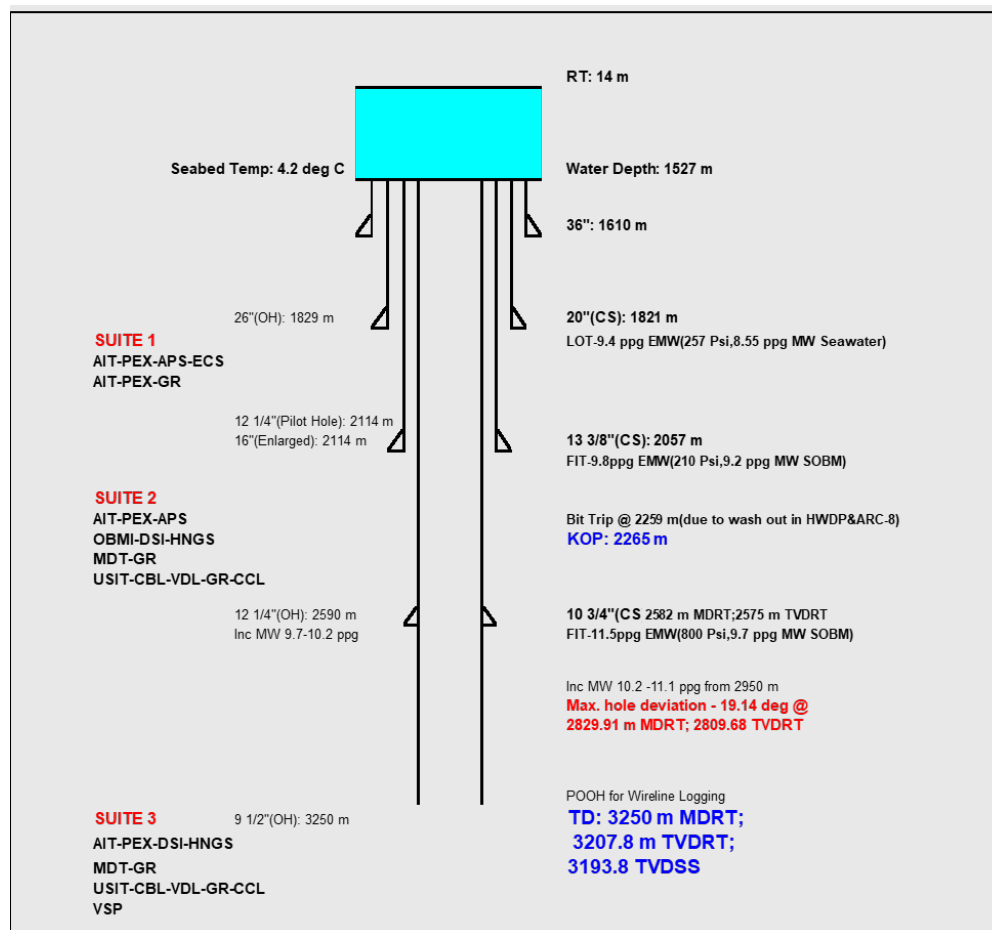 RT: 14 m
Seabed Temp: 4.2 deg C
Water Depth: 1527 m
36": 1610 m
26"(OH): 1829 m
20"(CS): 1821 m
LOT-9.4 ppg EMW(257 Psi,8.55 ppg MW Seawater)
SUITE 1
AIT-PEX-APS-ECS
AIT-PEX-GR
12 1/4"(Pilot Hole): 2114 m
16"(Enlarged): 2114 m
13 3/8"(CS): 2057 m
FIT-9.8ppg EMW(210 Psi,9.2 ppg MW SOBM)
SUITE 2
AIT-PEX-APS
OBMI-DSI-HNGS
MDT-GR
USIT-CBL-VDL-GR-CCL
Bit Trip @ 2259 m(due to wash out in HWDP&ARC-8)
KOP: 2265 m
12 1/4"(OH): 2590 m
Inc MW 9.7-10.2 ppg
10 3/4"(CS 2582 m MDRT;2575 m TVDRT
FIT-11.5ppg EMW(800 Psi,9.7 ppg MW SOBM)
Inc MW 10.2 -11.1 ppg from 2950 m
Max. hole deviation - 19.14 deg @
2829.91 m MDRT; 2809.68 TVDRT
POOH for Wireline Logging
TD: 3250 m MDRT;
3207.8 m TVDRT;
3193.8 TVDSS
SUITE 3
9 1/2"(OH): 3250 m
AIT-PEX-DSI-HNGS
MDT-GR
USIT-CBL-VDL-GR-CCL
VSP